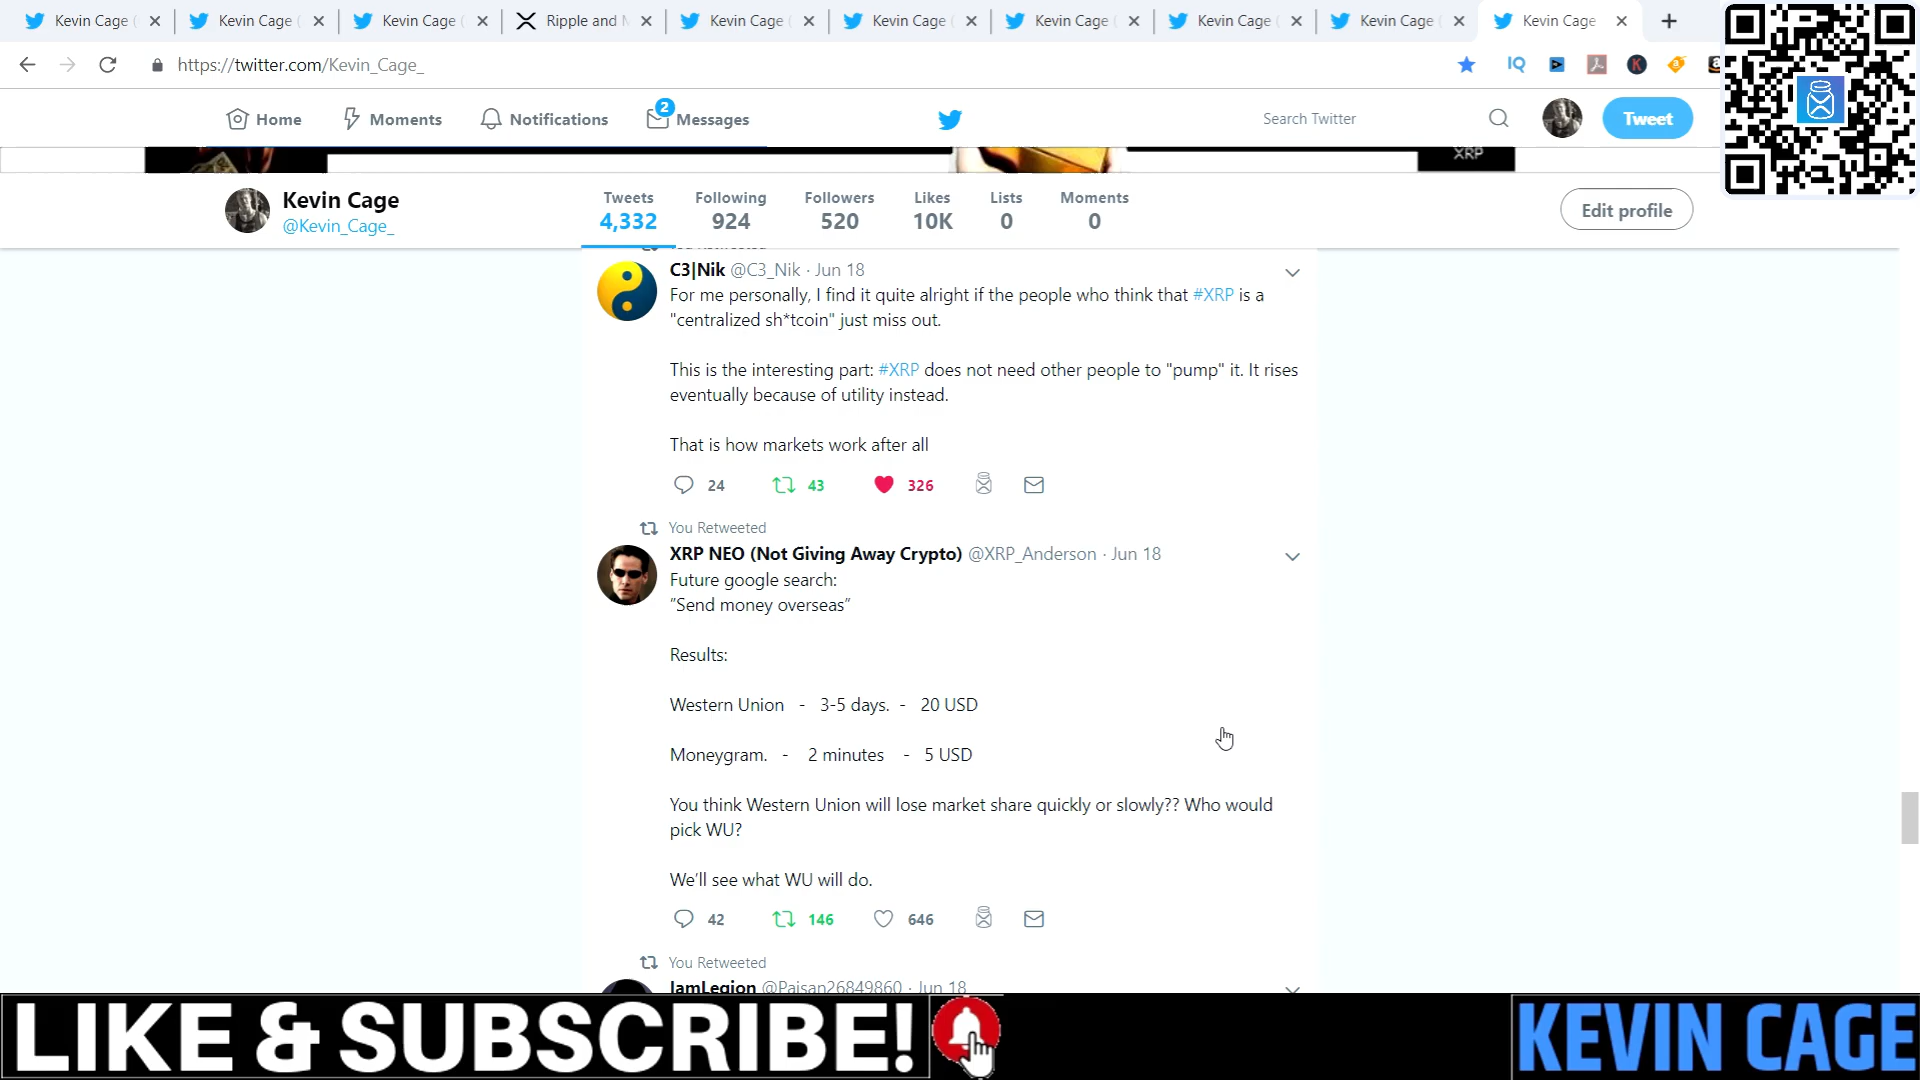 Kevin Cage (
Kevin Cage (
Kevin Cage (
Ripple and M
Kevin Cage (
Kevin Cage (
Kevin Cage (
Kevin Cage (
Kevin Cage (
Kevin Cage
https://twitter.com/Kevin_Cage_
IQ
Home
Moments
Notifications
2
Messages
Search Twitter
Tweet
XRP
Kevin Cage
@Kevin_Cage_
Tweets
4,332
Following
924
Followers
520
Likes
10K
Lists
0
Moments
0
Edit profile
C3|Nik @C3_Nik · Jun 18
For me personally, I find it quite alright if the people who think that #XRP is a
"centralized sh*tcoin" just miss out.
This is the interesting part: #XRP does not need other people to "pump" it. It rises
eventually because of utility instead.
That is how markets work after all
24 43 326
You Retweeted
XRP NEO (Not Giving Away Crypto) @XRP_Anderson · Jun 18
Future google search:
"Send money overseas"
Results:
Western Union - 3-5 days. - 20 USD
Moneygram. - 2 minutes - 5 USD
You think Western Union will lose market share quickly or slowly?? Who would
pick WU?
We'll see what WU will do.
42 146 646
You Retweeted
IamLegion @Paisan26849860 · Jun 18
LIKE & SUBSCRIBE!
KEVIN CAGE